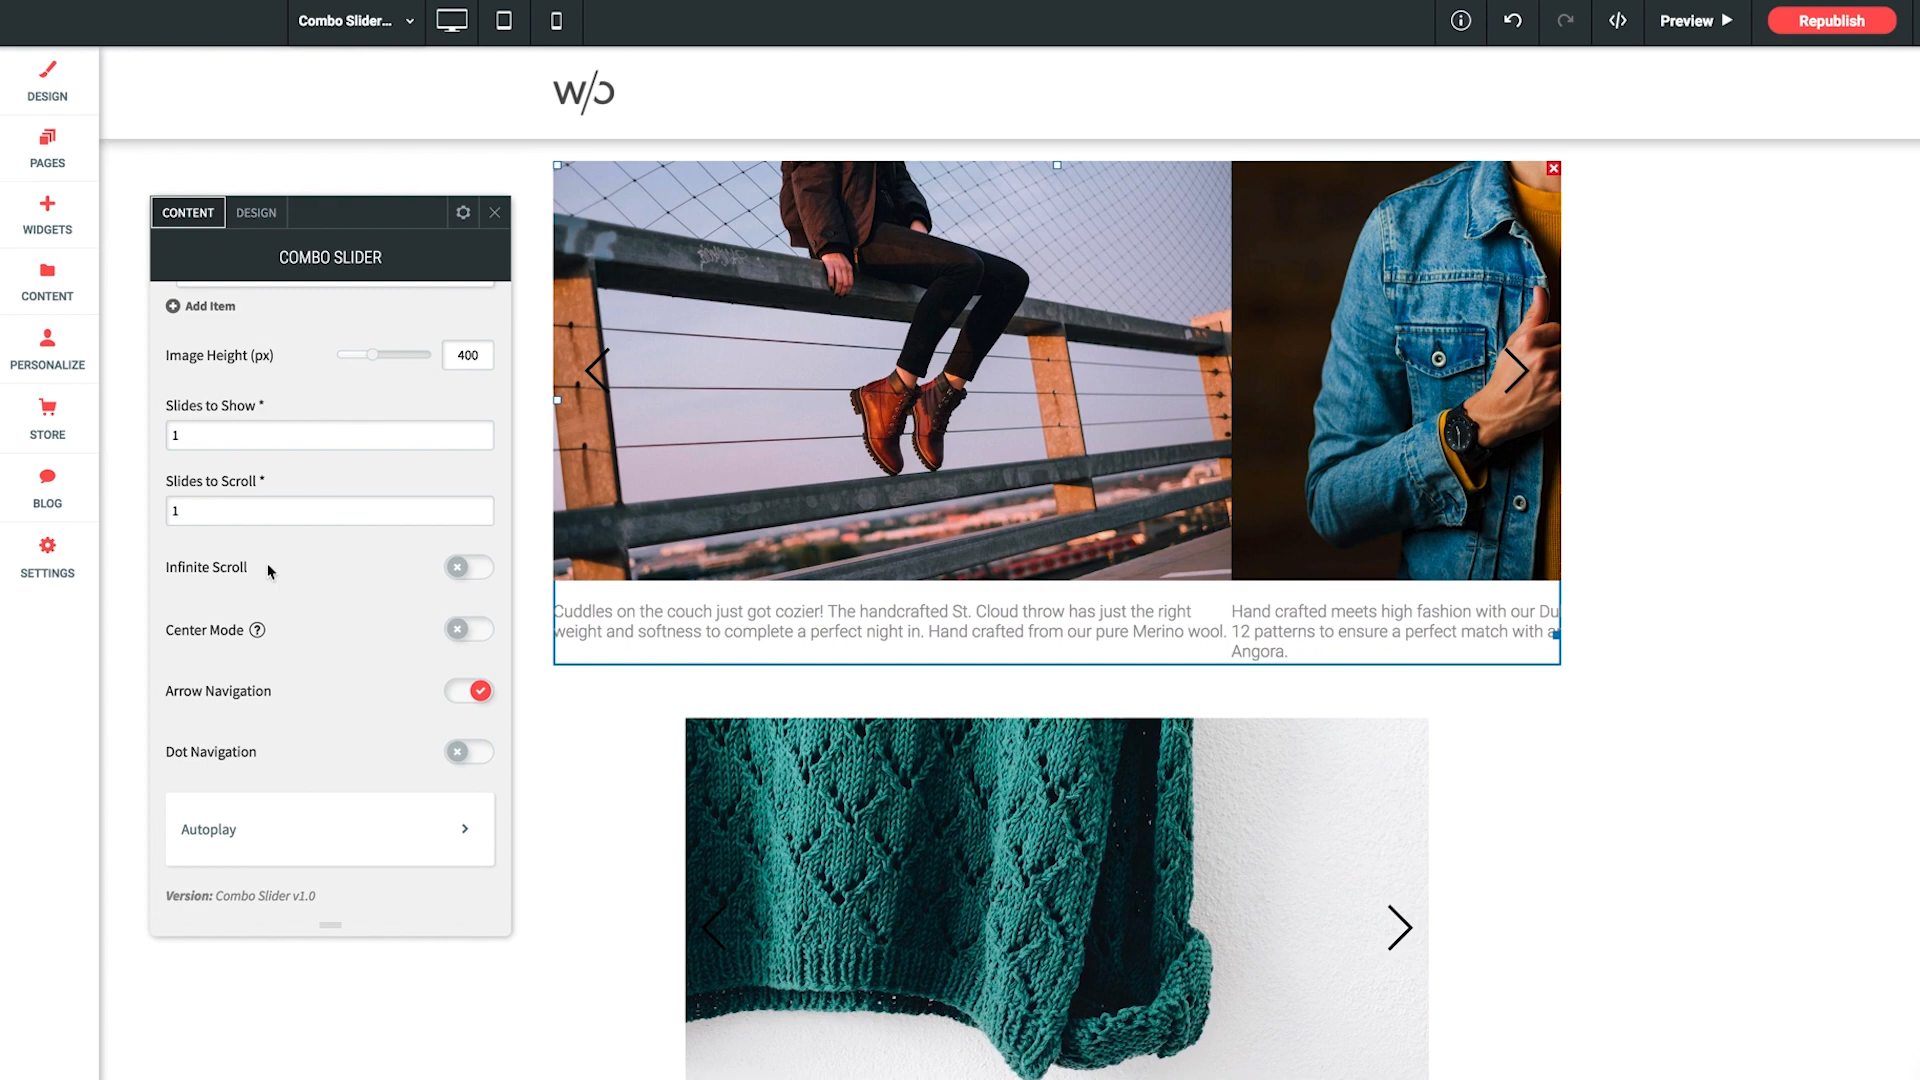 Combo Slider...
Preview
Republish
DESIGN
PAGES
WIDGETS
CONTENT
PERSONALIZE
STORE
BLOG
SETTINGS
W/C
CONTENT
DESIGN
COMBO SLIDER
Add Item
Image Height (px)
400
Slides to Show *
1
Slides to Scroll *
1
Infinite Scroll
Center Mode
Arrow Navigation
Dot Navigation
Autoplay
Version: Combo Slider v1.0
Cuddles on the couch just got cozier! The handcrafted St. Cloud throw has just the right
weight and softness to complete a perfect night in. Hand crafted from our pure Merino wool.
Hand crafted meets high fashion with our Du
12 patterns to ensure a perfect match with a
Angora.